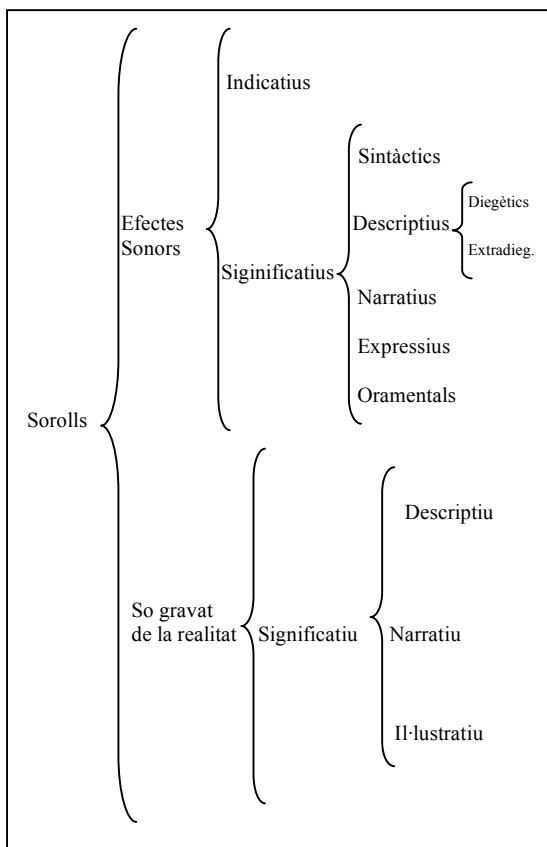 Indicatius
Sintàctics
Diegètics
Efectes
Sonors
Descriptius
Extradieg.
Siginificatius
Narratius
Expressius
Oramentals
Sorolls
Descriptiu
So gravat
de la realitat
Significatiu
Narratiu
Il·lustratiu